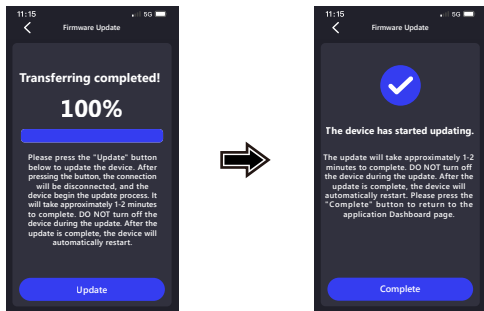 11:15
5G
Firmware Update
Transferring completed!
100%
Please press the "Update" button
below to update the device. After
pressing the button, the connection
will be disconnected, and the
device begin the update process. It
will take approximately 1-2 minutes
to complete. DO NOT turn off the
device during the update. After the
update is complete, the device will
automatically restart.
Update
11:15
5G
Firmware Update
The device has started updating.
The update will take approximately 1-2
minutes to complete. DO NOT turn off
the device during the update. After the
update is complete, the device will
automatically restart. Please press the
"Complete" button to return to the
application Dashboard page.
Complete